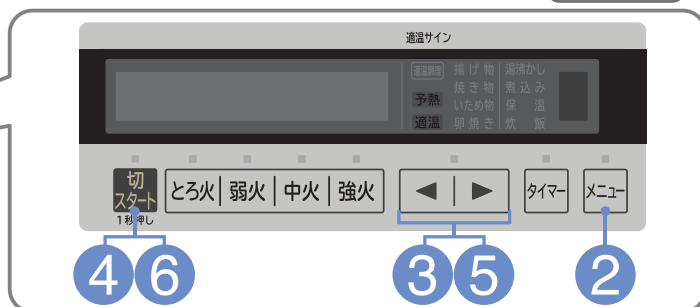 適温サイン
適温調理 揚げ物 湯沸かし
焼き物 煮込み
予熱 いため物 保温
適温 卵焼き 炊飯
切
スタート
とろ火 弱火 中火 強火 ◀ ▶ タイマー メニュー
1秒押し
4 6 3 5 2